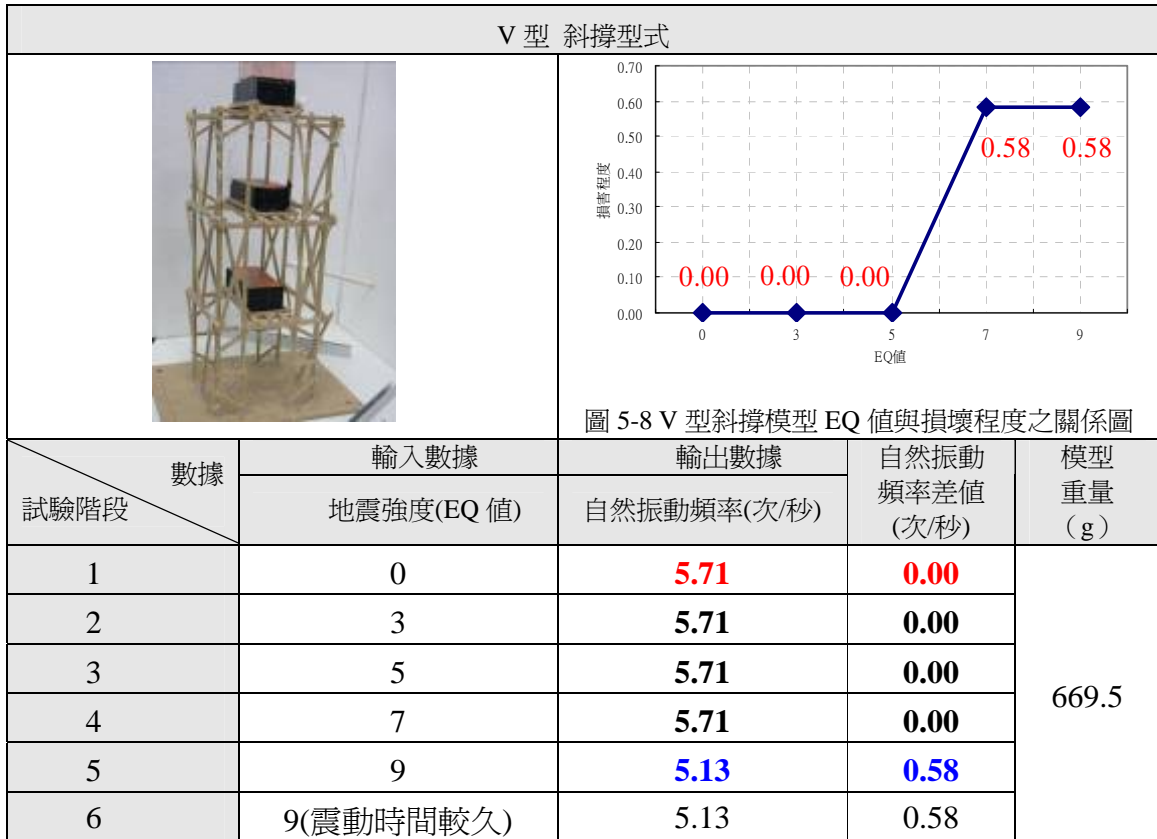 V 型 斜撐型式
0.70
0.60
0.50
0.40
0.30
0.20
0.10
0.00
損害程度
0.00 0.00 0.00 0.58 0.58
0 3 5 7 9
EQ值
圖 5-8 V 型斜撐模型 EQ 值與損壞程度之關係圖
數據
試驗階段
輸入數據
地震強度(EQ 值)
輸出數據
自然振動頻率(次/秒)
自然振動
頻率差值
(次/秒)
模型
重量
（g）
1 0 5.71 0.00
2 3 5.71 0.00
3 5 5.71 0.00
4 7 5.71 0.00
5 9 5.13 0.58
6 9(震動時間較久) 5.13 0.58
669.5